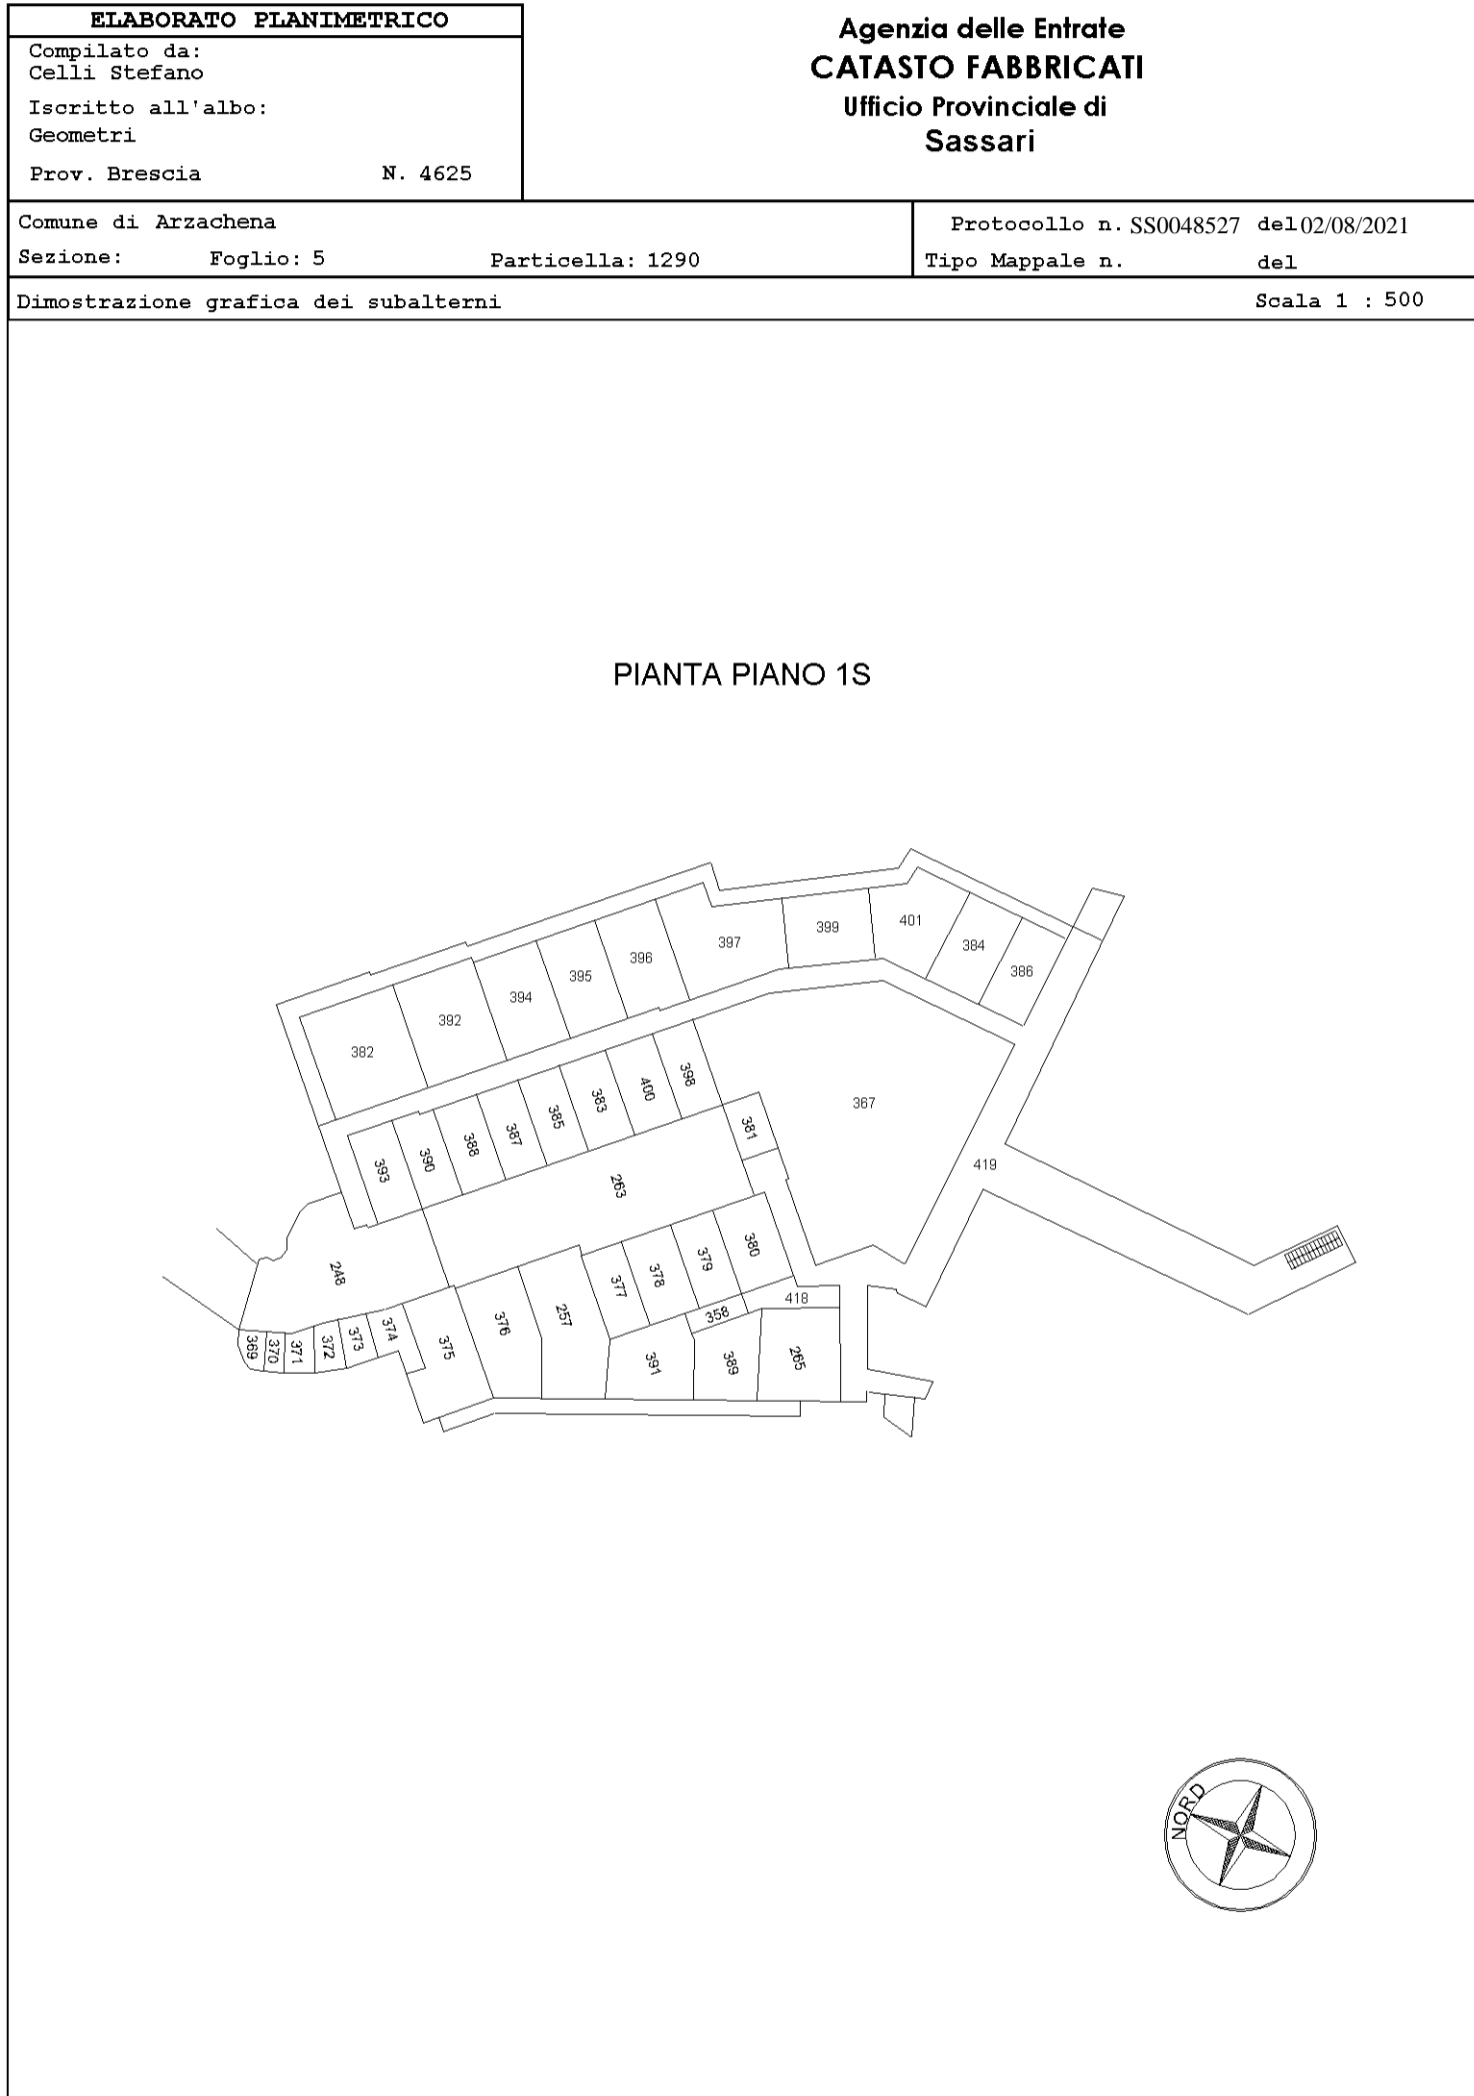 ELABORATO PLANIMETRICO
Compilato da:
Celli Stefano
Iscritto all'albo:
Geometri
Prov. Brescia N. 4625
Agenzia delle Entrate
CATASTO FABBRICATI
Ufficio Provinciale di
Sassari
Comune di Arzachena
Sezione: Foglio: 5 Particella: 1290
Protocollo n. SS0048527 del 02/08/2021
Tipo Mappale n. del
Dimostrazione grafica dei subalterni Scala 1 : 500
PIANTA PIANO 1S
401
399
397
384
396
386
395
394
392
382
398
400
383
385
387
388
390
393
367
381
419
263
248
380
379
378
377
418
358
257
376
375
374
373
372
371
370
369
391
389
265
NORD